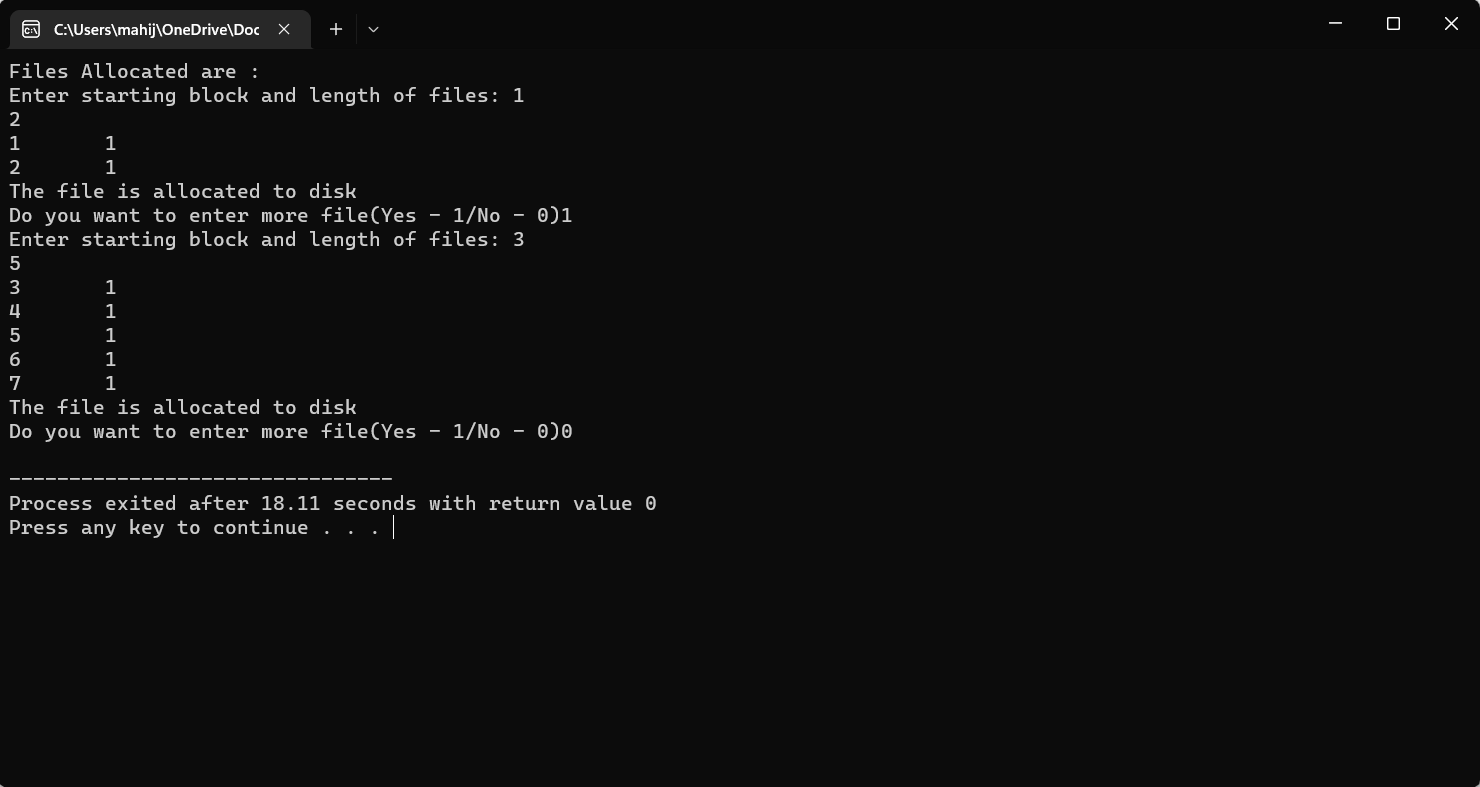 C:\Users\mahij\OneDrive\Doc
Files Allocated are :
Enter starting block and length of files: 1
2
1       1
2       1
The file is allocated to disk
Do you want to enter more file(Yes - 1/No - 0)1
Enter starting block and length of files: 3
5
3       1
4       1
5       1
6       1
7       1
The file is allocated to disk
Do you want to enter more file(Yes - 1/No - 0)0
--------------------------------
Process exited after 18.11 seconds with return value 0
Press any key to continue . . .